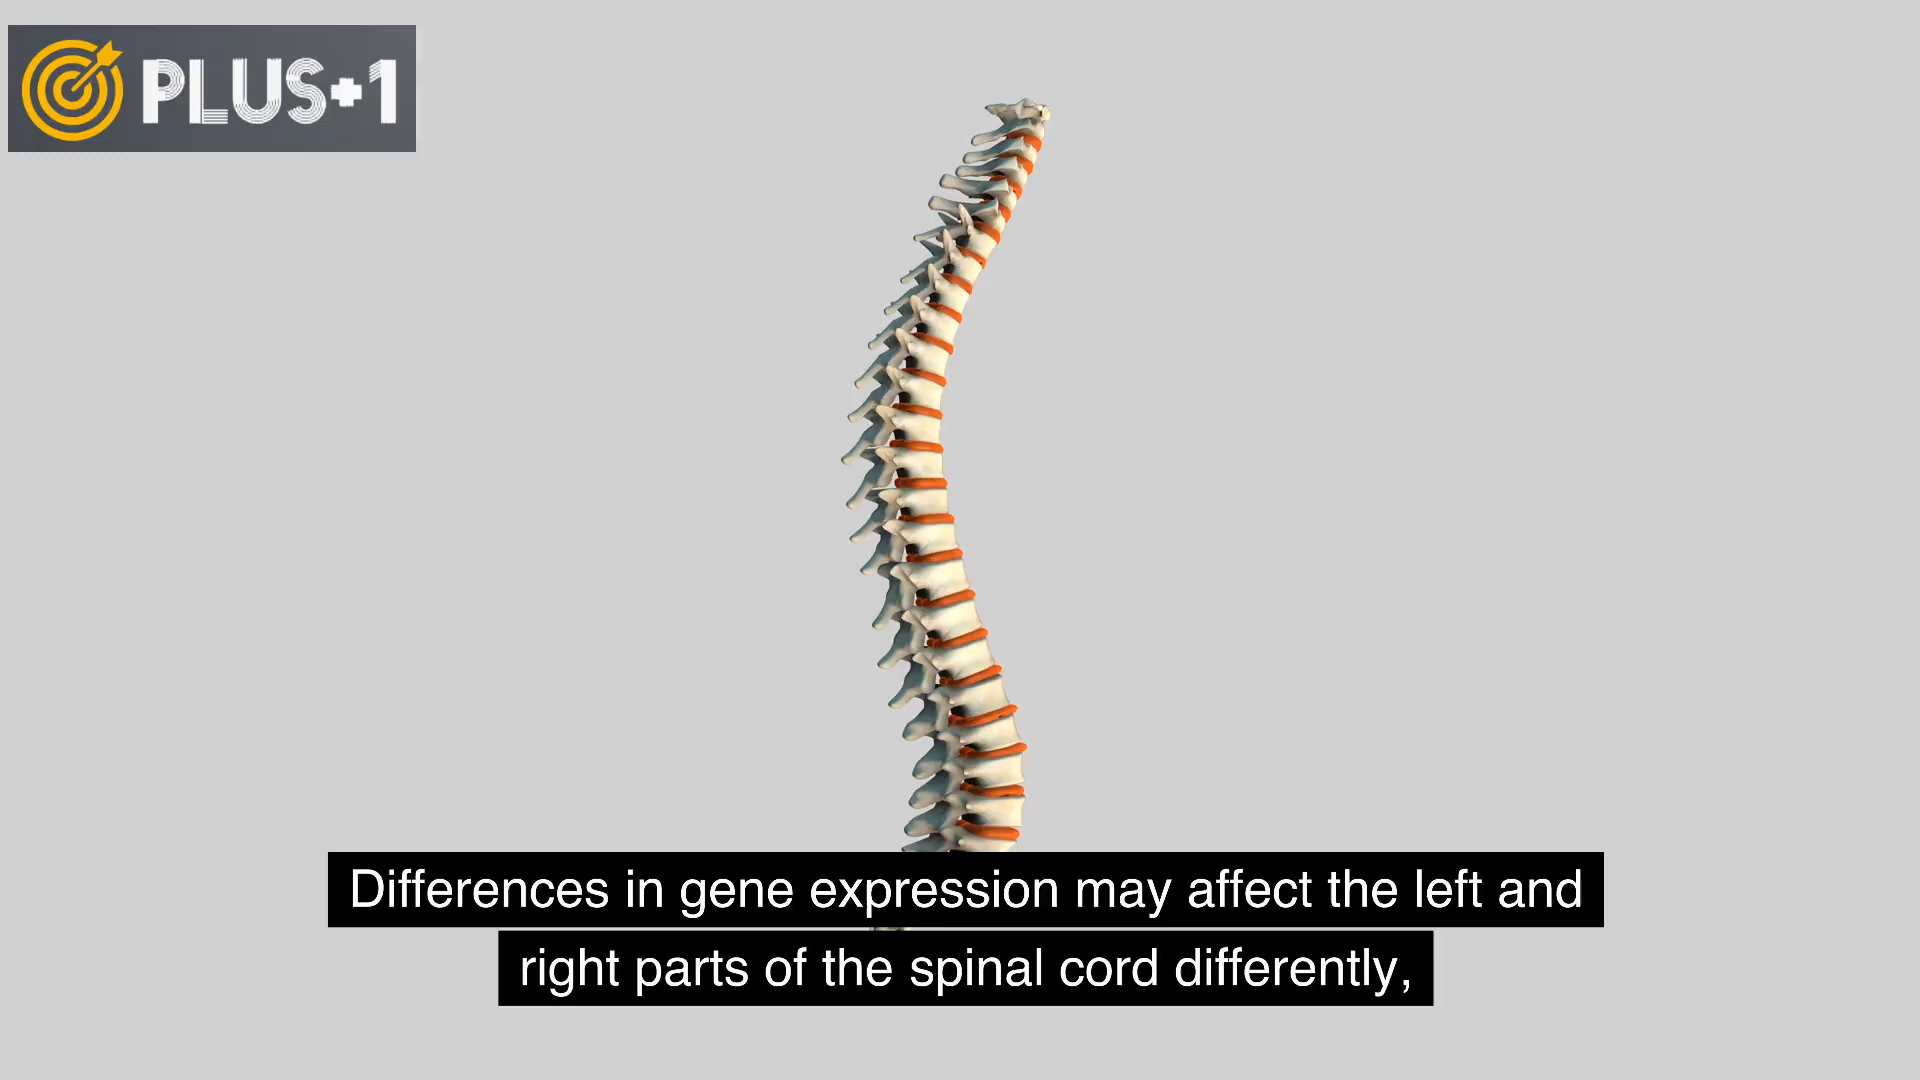 PLUS+1
Differences in gene expression may affect the left and
right parts of the spinal cord differently,